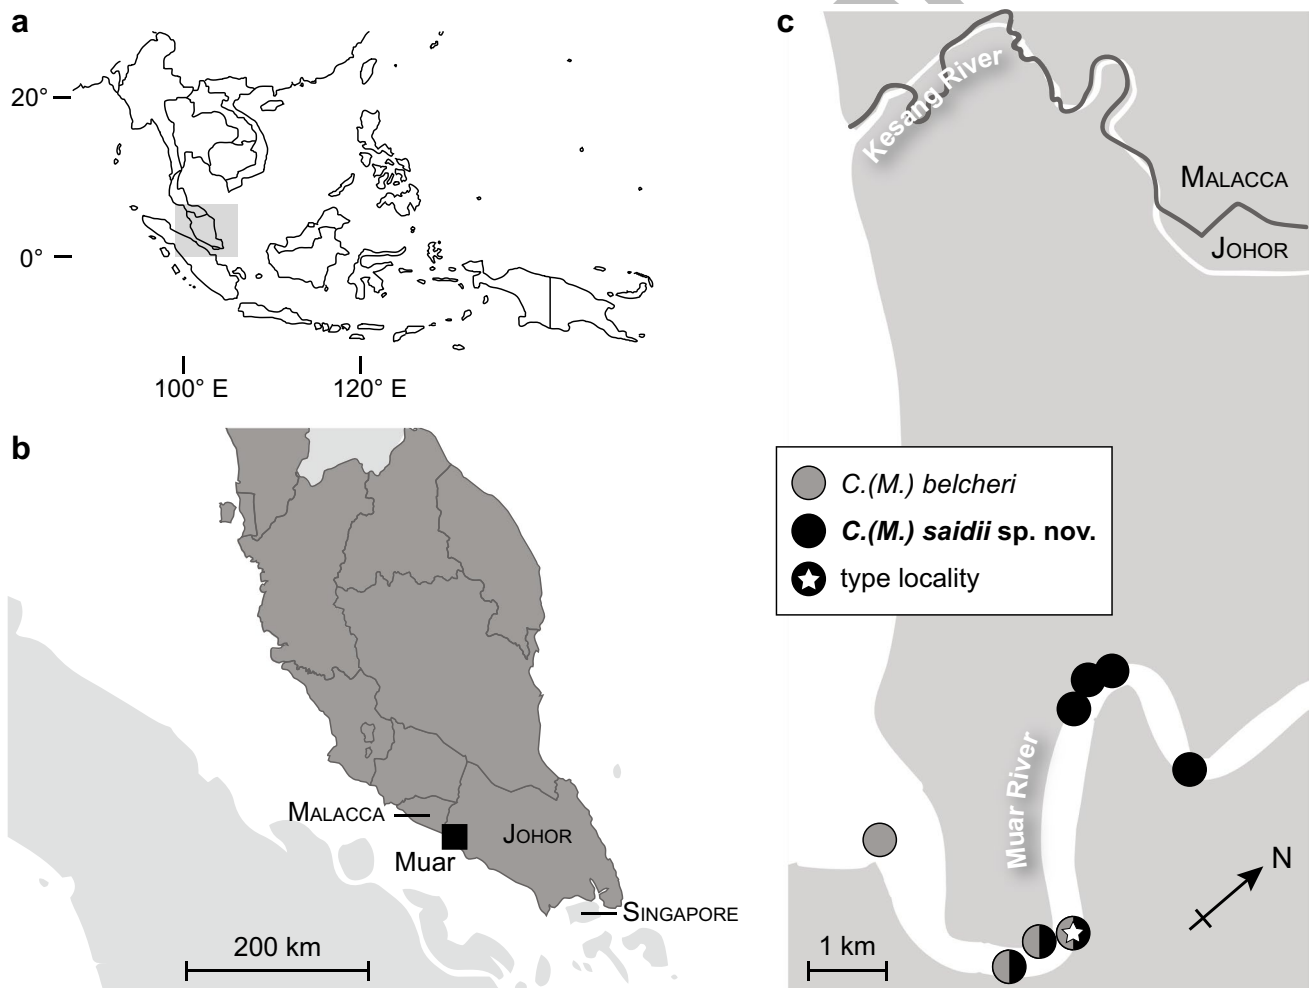 a
20°
0°
100° E
120° E
b
MALACCA
JOHOR
Muar
SINGAPORE
200 km
c
Kesang River
MALACCA
JOHOR
C.(M.) belcheri
C.(M.) saidii sp. nov.
type locality
Muar River
N
1 km